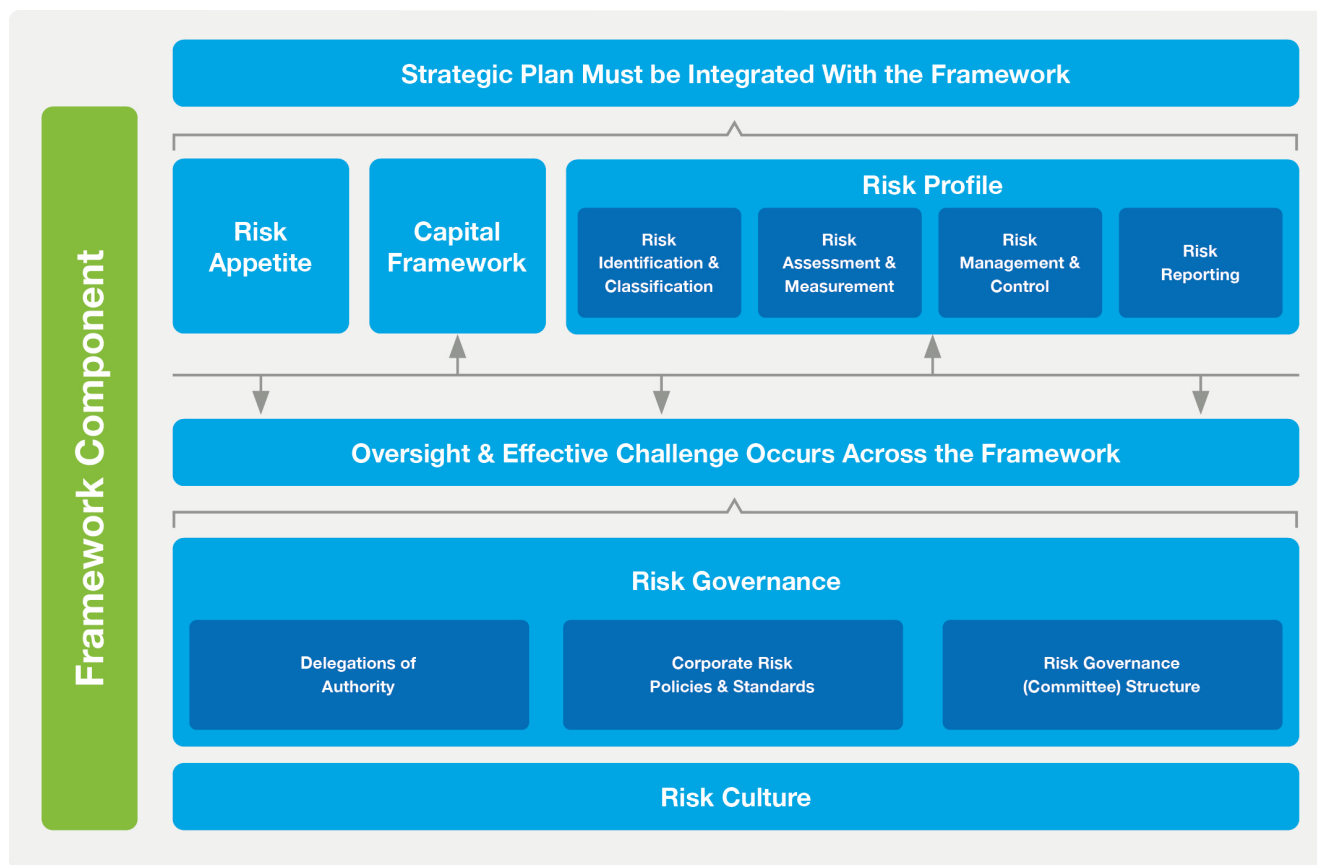 Strategic Plan Must be Integrated With the Framework
Framework Component
Risk
Appetite
Capital
Framework
Risk Profile
Risk
Identification &
Classification
Risk
Assessment &
Measurement
Risk
Management &
Control
Risk
Reporting
Oversight & Effective Challenge Occurs Across the Framework
Risk Governance
Delegations of
Authority
Corporate Risk
Policies & Standards
Risk Governance
(Committee) Structure
Risk Culture